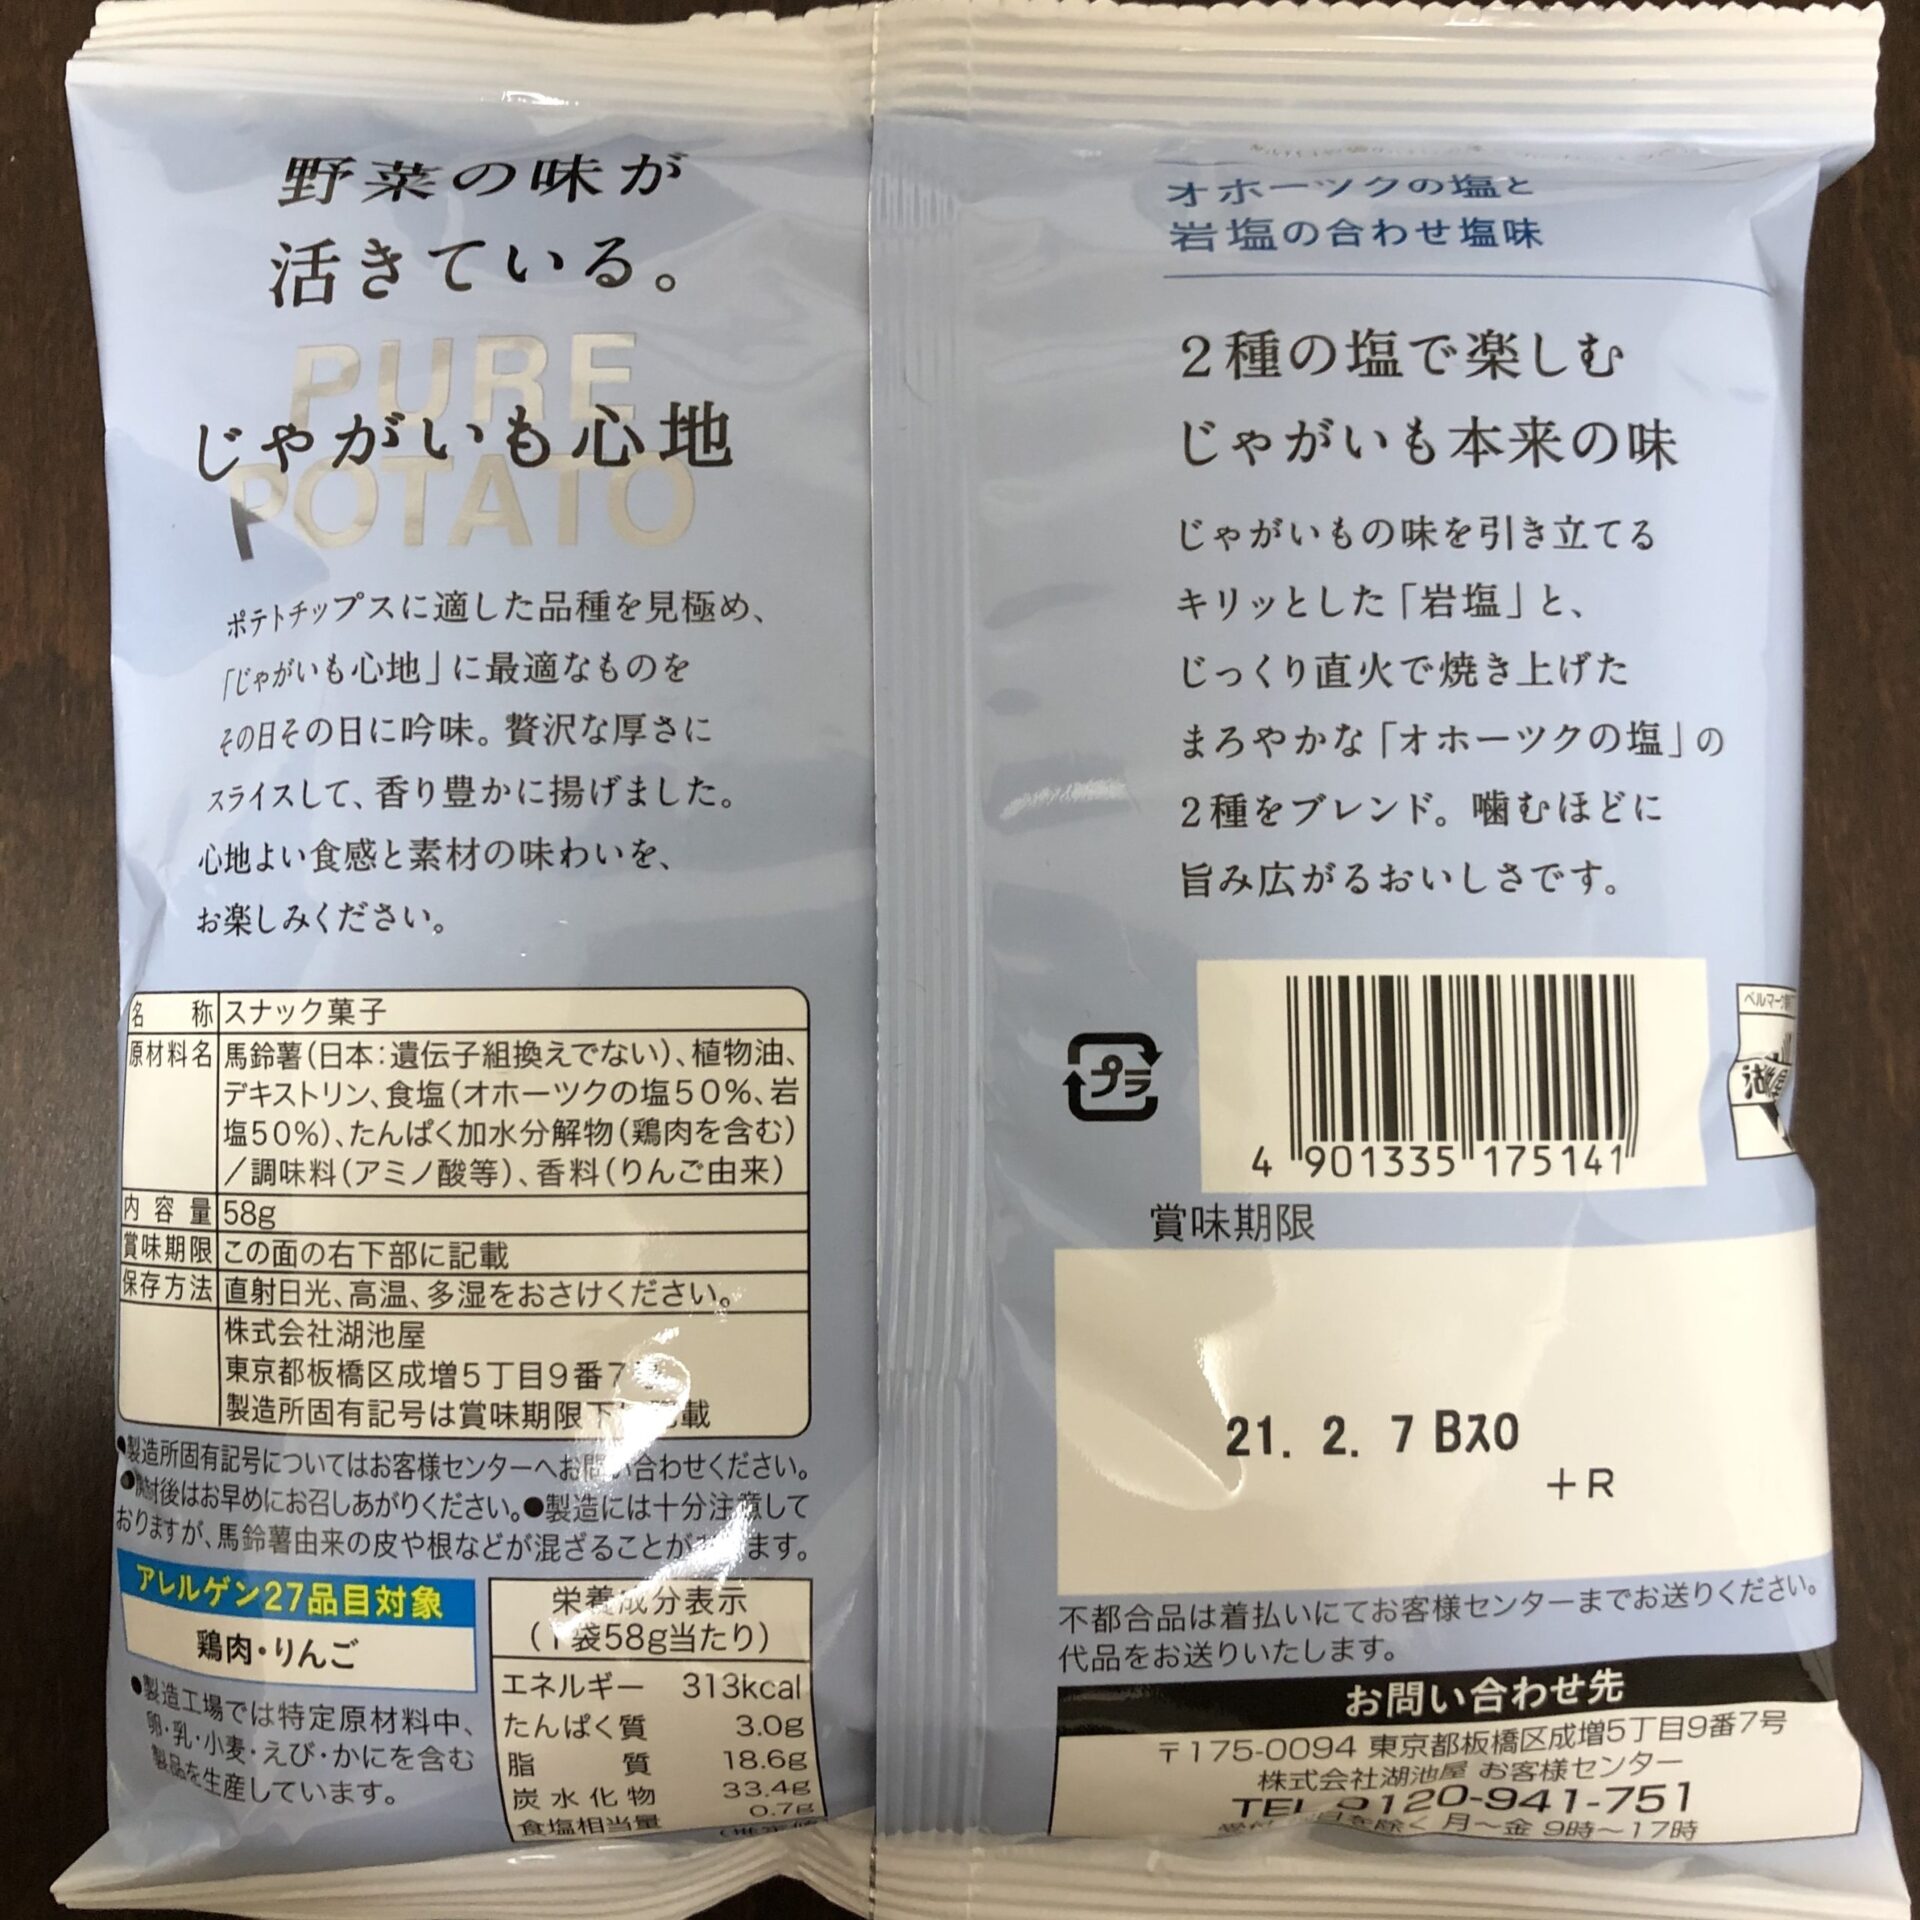 野菜の味が
活きている。
PURE
じゃがいも心地
POTATO
ポテトチップスに適した品種を見極め、
「じゃがいも心地」に最適なものを
その日その日に吟味。贅沢な厚さに
スライスして、香り豊かに揚げました。
心地よい食感と素材の味わいを、
お楽しみください。
名称 スナック菓子
原材料名 馬鈴薯(日本:遺伝子組換えでない)、植物油、
デキストリン、食塩(オホーツクの塩50%、岩
塩50%)、たんぱく加水分解物(鶏肉を含む)
/調味料(アミノ酸等)、香料(りんご由来)
内容量 58g
賞味期限 この面の右下部に記載
保存方法 直射日光、高温、多湿をおさけください。
株式会社湖池屋
東京都板橋区成増5丁目9番7号
製造所固有記号は賞味期限下に記載
●製造所固有記号についてはお客様センターへお問い合わせください。
●開封後はお早めにお召しあがりください。●製造には十分注意して
おりますが、馬鈴薯由来の皮や根などが混ざることがあります。
アレルゲン27品目対象
鶏肉・りんご
●製造工場では特定原材料中、
卵・乳・小麦・えび・かにを含む
製品を生産しています。
栄養成分表示
(1袋58g当たり)
エネルギー 313kcal
たんぱく質 3.0g
脂質 18.6g
炭水化物 33.4g
食塩相当量 0.7g
オホーツクの塩と
岩塩の合わせ塩味
2種の塩で楽しむ
じゃがいも本来の味
じゃがいもの味を引き立てる
キリッとした「岩塩」と、
じっくり直火で焼き上げた
まろやかな「オホーツクの塩」の
2種をブレンド。噛むほどに
旨み広がるおいしさです。
プラ
4 901335 175141
ベルマーク
湖池屋
賞味期限
21. 2. 7 Bス0
+R
不都合品は着払いにてお客様センターまでお送りください。
代品をお送りいたします。
お問い合わせ先
〒175-0094 東京都板橋区成増5丁目9番7号
株式会社湖池屋 お客様センター
TEL 0120-941-751
を除く 月〜金 9時〜17時